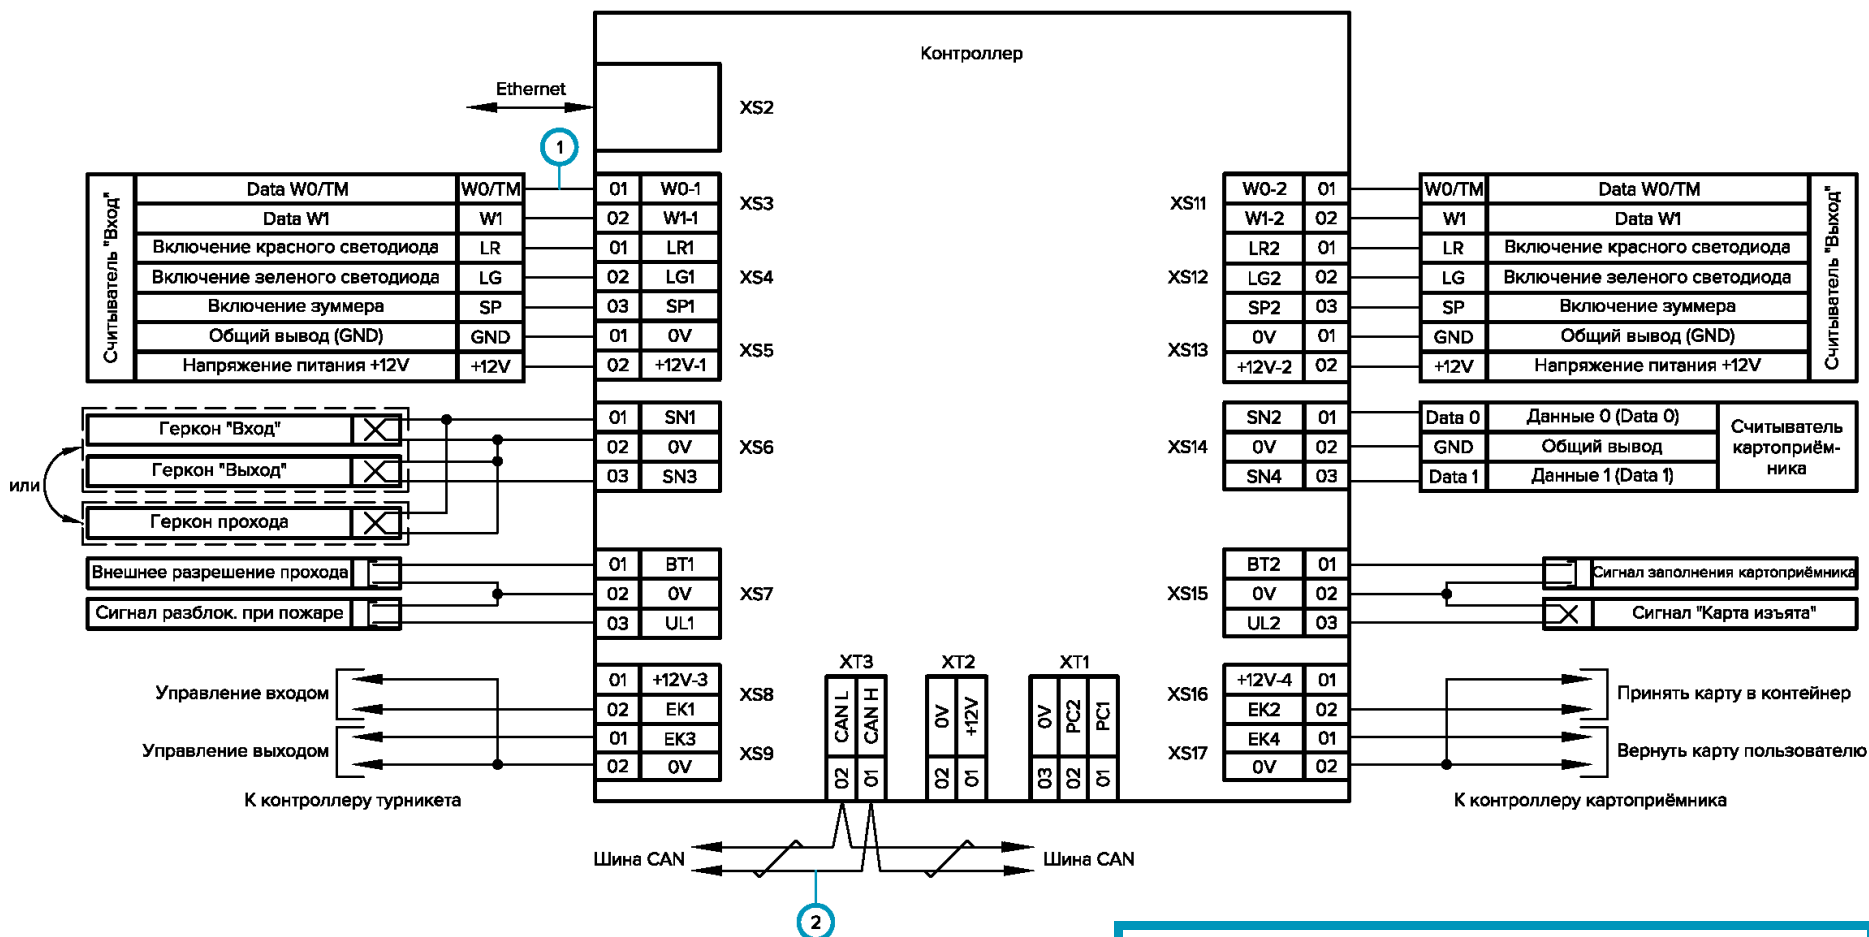 Контроллер
Ethernet
XS2
1
Считыватель "Вход"
Data W0/TM W0/TM 01 W0-1
Data W1 W1 02 W1-1
XS3
Включение красного светодиода LR 01 LR1
Включение зеленого светодиода LG 02 LG1 XS4
Включение зуммера SP 03 SP1
Общий вывод (GND) GND 01 0V
Напряжение питания +12V +12V 02 +12V-1
XS5
W0-2 01 W0/TM Data W0/TM
W1-2 02 W1 Data W1
XS11
LR2 01 LR Включение красного светодиода
XS12 LG2 02 LG Включение зеленого светодиода
SP2 03 SP Включение зуммера
0V 01 GND Общий вывод (GND)
+12V-2 02 +12V Напряжение питания +12V
XS13
Считыватель "Выход"
Геркон "Вход"
Геркон "Выход"
или
Геркон прохода
01 SN1
02 0V XS6
03 SN3
SN2 01 Data 0 Данные 0 (Data 0)
XS14 0V 02 GND Общий вывод
SN4 03 Data 1 Данные 1 (Data 1)
Считыватель
картоприём-
ника
Внешнее разрешение прохода
Сигнал разблок. при пожаре
01 BT1
02 0V XS7
03 UL1
BT2 01
XS15 0V 02
UL2 03
Сигнал заполнения картоприёмника
Сигнал "Карта изъята"
Управление входом
Управление выходом
К контроллеру турникета
01 +12V-3
02 EK1
XS8
01 EK3
02 0V
XS9
XT3
CAN L
CAN H
02
01
XT2
0V
+12V
02
01
XT1
0V
PC2
PC1
03
02
01
+12V-4 01
EK2 02
XS16
EK4 01
0V 02
XS17
Принять карту в контейнер
Вернуть карту пользователю
К контроллеру картоприёмника
Шина CAN
Шина CAN
2